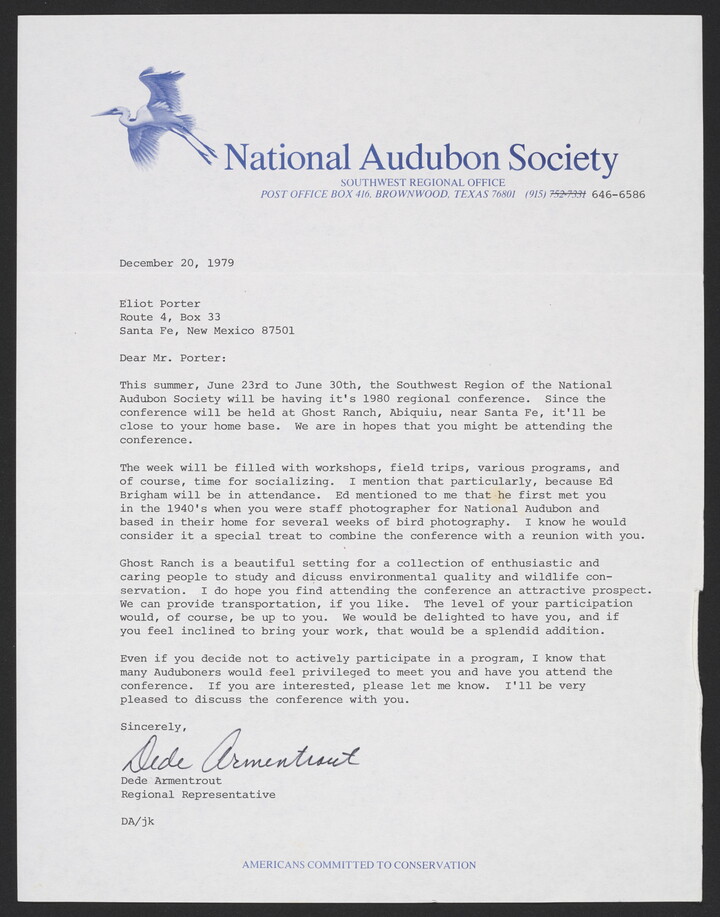 National Audubon Society
SOUTHWEST REGIONAL OFFICE
POST OFFICE BOX 416, BROWNWOOD, TEXAS 76801 (915) 752-7331 646-6586
December 20, 1979
Eliot Porter
Route 4, Box 33
Santa Fe, New Mexico 87501
Dear Mr. Porter:
This summer, June 23rd to June 30th, the Southwest Region of the National
Audubon Society will be having it's 1980 regional conference. Since the
conference will be held at Ghost Ranch, Abiquiu, near Santa Fe, it'll be
close to your home base. We are in hopes that you might be attending the
conference.
The week will be filled with workshops, field trips, various programs, and
of course, time for socializing. I mention that particularly, because Ed
Brigham will be in attendance. Ed mentioned to me that he first met you
in the 1940's when you were staff photographer for National Audubon and
based in their home for several weeks of bird photography. I know he would
consider it a special treat to combine the conference with a reunion with you.
Ghost Ranch is a beautiful setting for a collection of enthusiastic and
caring people to study and dicuss environmental quality and wildlife con-
servation. I do hope you find attending the conference an attractive prospect.
We can provide transportation, if you like. The level of your participation
would, of course, be up to you. We would be delighted to have you, and if
you feel inclined to bring your work, that would be a splendid addition.
Even if you decide not to actively participate in a program, I know that
many Auduboners would feel privileged to meet you and have you attend the
conference. If you are interested, please let me know. I'll be very
pleased to discuss the conference with you.
Sincerely,
Dede Armentrout
Dede Armentrout
Regional Representative
DA/jk
AMERICANS COMMITTED TO CONSERVATION